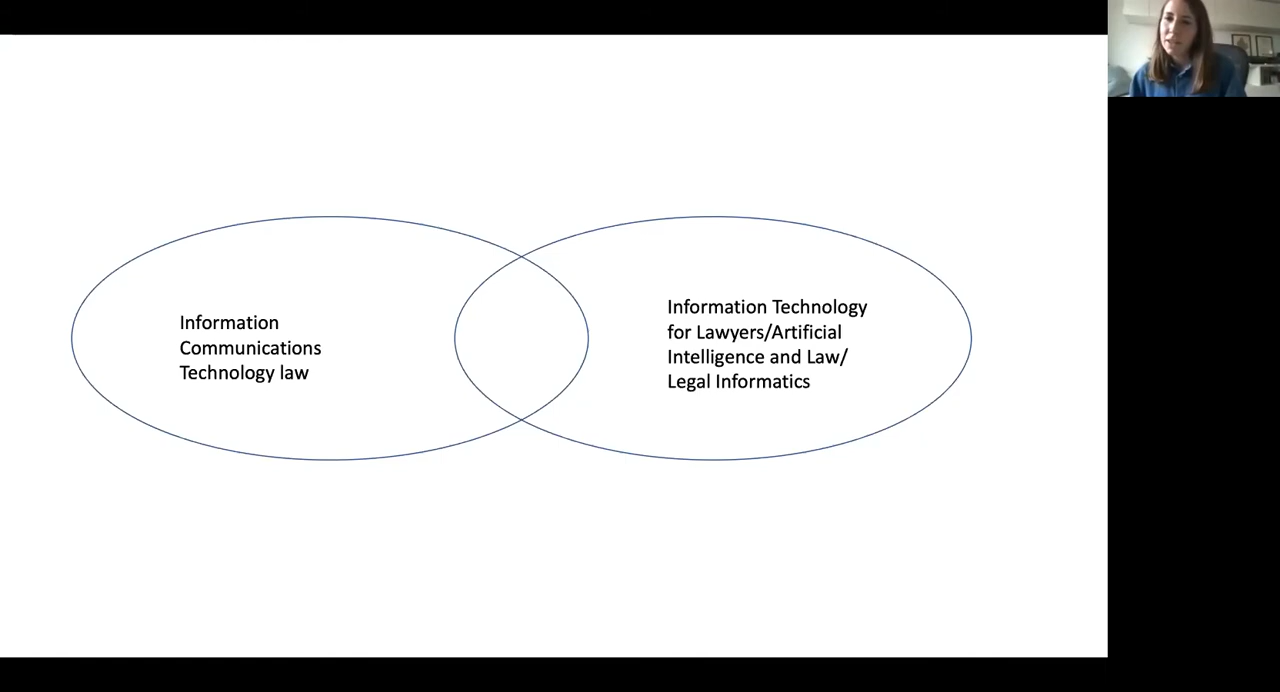 Information
Communications
Technology law
Information Technology
for Lawyers/Artificial
Intelligence and Law/
Legal Informatics